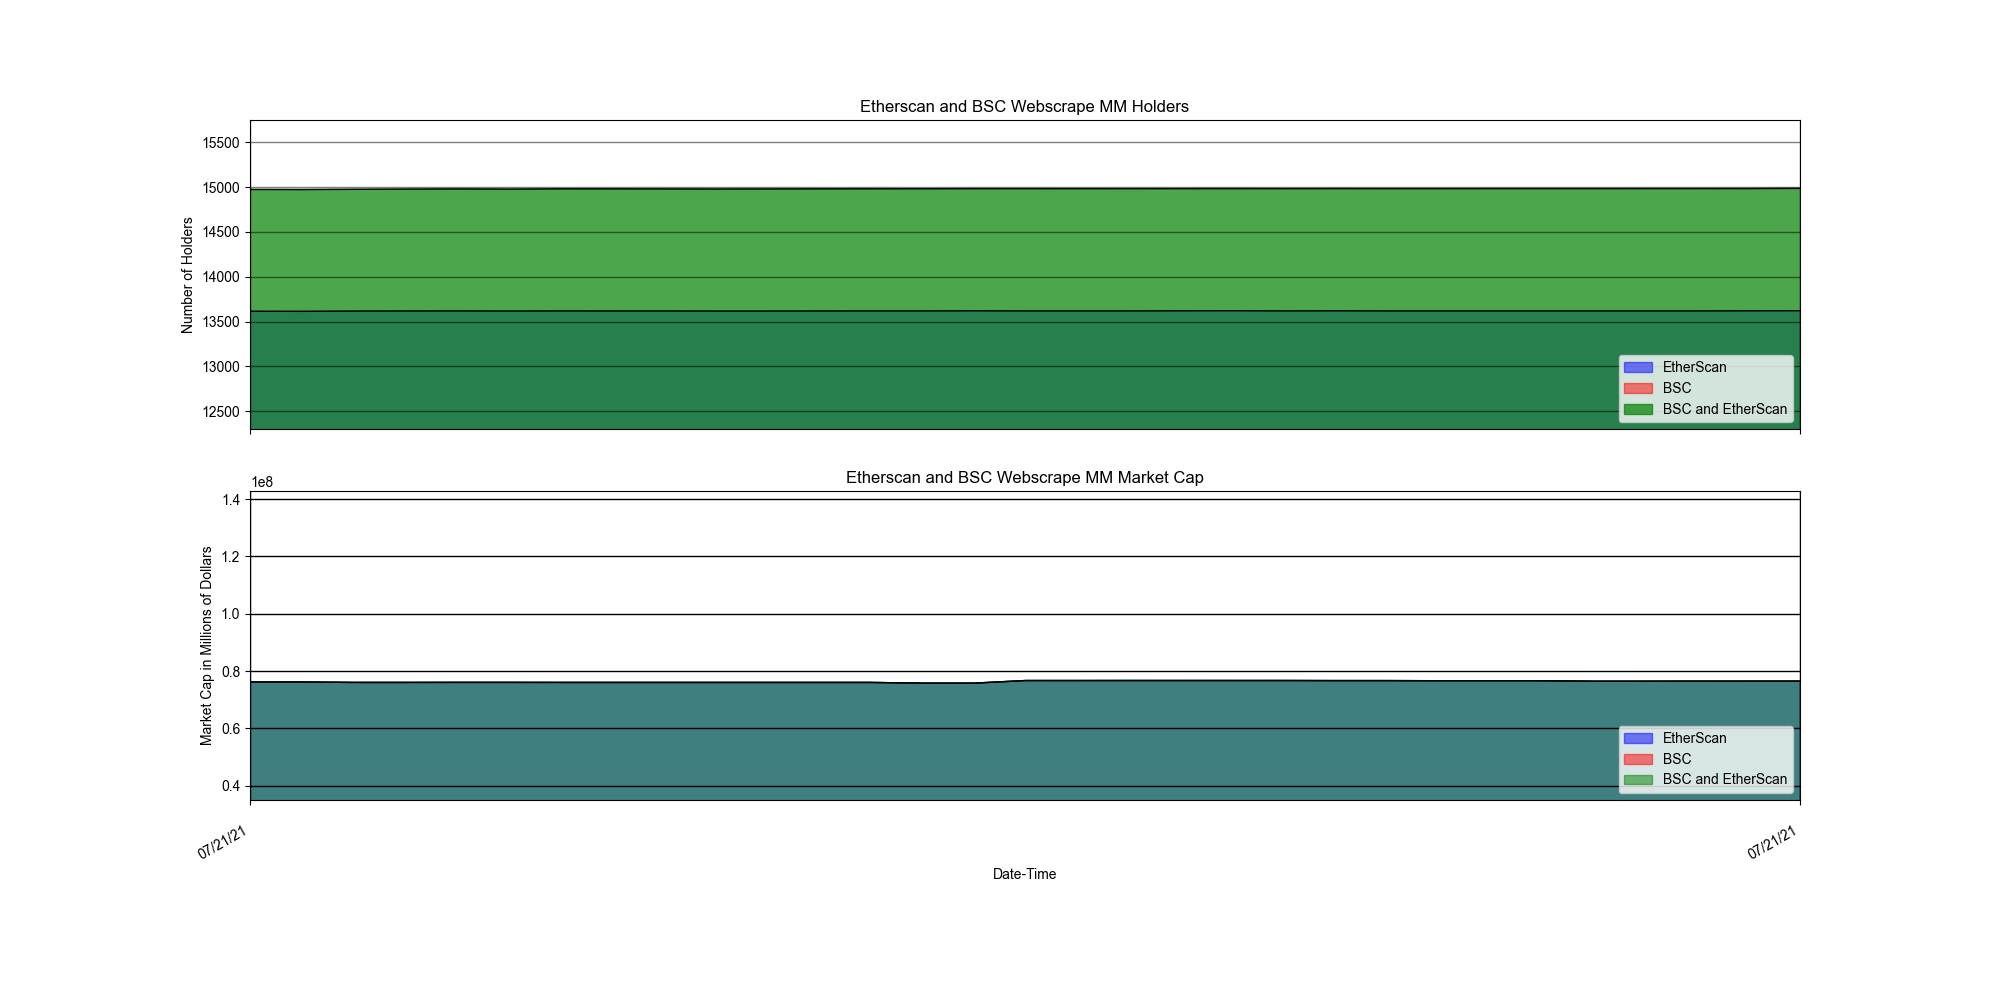 Etherscan and BSC Webscrape MM Holders
15500
15000
14500
14000
13500
13000
12500
Number of Holders
EtherScan
BSC
BSC and EtherScan
Etherscan and BSC Webscrape MM Market Cap
1e8
1.4
1.2
1.0
0.8
0.6
0.4
Market Cap in Millions of Dollars
EtherScan
BSC
BSC and EtherScan
07/21/21
07/21/21
Date-Time